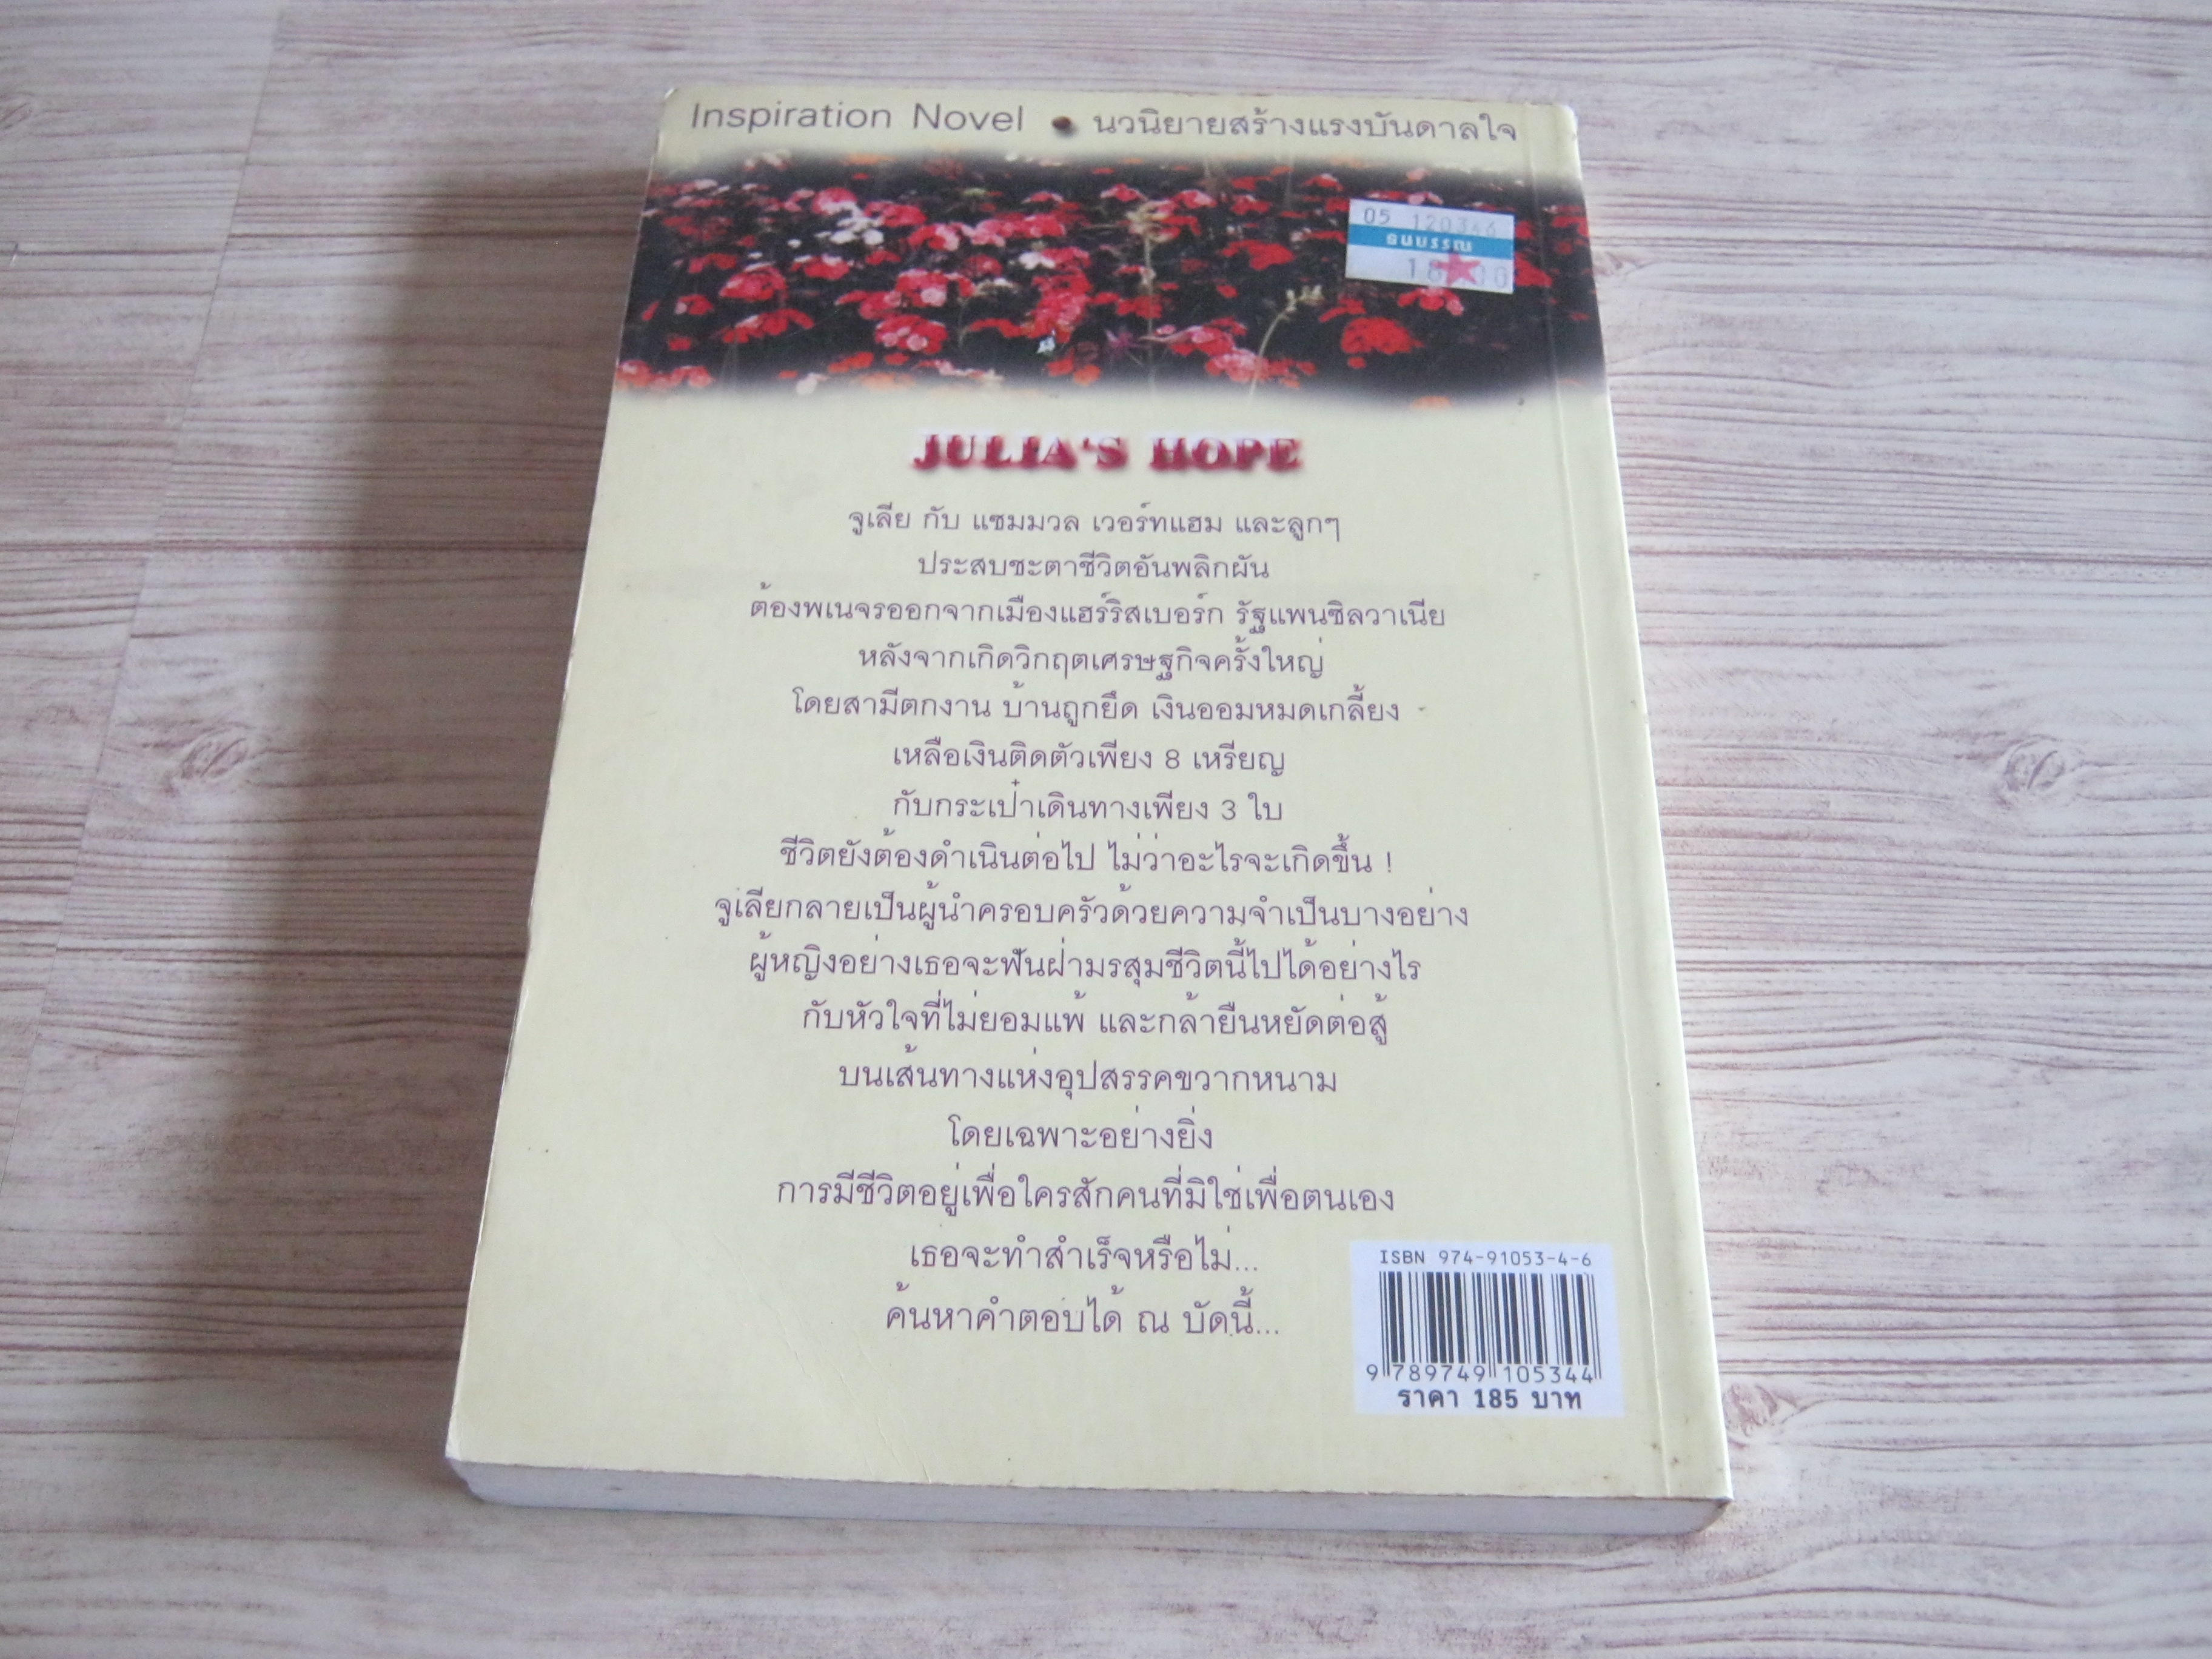 Inspiration Novel • นวนิยายสร้างแรงบันดาลใจ
05 120346
ธนบรรณ
JULIA'S HOPE
จูเลีย กับ แซมมวล เวอร์ทแฮม และลูกๆ
ประสบชะตาชีวิตอันพลิกผัน
ต้องพเนจรออกจากเมืองแฮร์ริสเบอร์ก รัฐแพนซิลวาเนีย
หลังจากเกิดวิกฤตเศรษฐกิจครั้งใหญ่
โดยสามีตกงาน บ้านถูกยึด เงินออมหมดเกลี้ยง
เหลือเงินติดตัวเพียง 8 เหรียญ
กับกระเป๋าเดินทางเพียง 3 ใบ
ชีวิตยังต้องดำเนินต่อไป ไม่ว่าอะไรจะเกิดขึ้น !
จูเลียกลายเป็นผู้นำครอบครัวด้วยความจำเป็นบางอย่าง
ผู้หญิงอย่างเธอจะฟันฝ่ามรสุมชีวิตนี้ไปได้อย่างไร
กับหัวใจที่ไม่ยอมแพ้ และกล้ายืนหยัดต่อสู้
บนเส้นทางแห่งอุปสรรคขวากหนาม
โดยเฉพาะอย่างยิ่ง
การมีชีวิตอยู่เพื่อใครสักคนที่มิใช่เพื่อตนเอง
เธอจะทำสำเร็จหรือไม่...
ค้นหาคำตอบได้ ณ บัดนี้...
ISBN 974-91053-4-6
9 789749 105344
ราคา 185 บาท